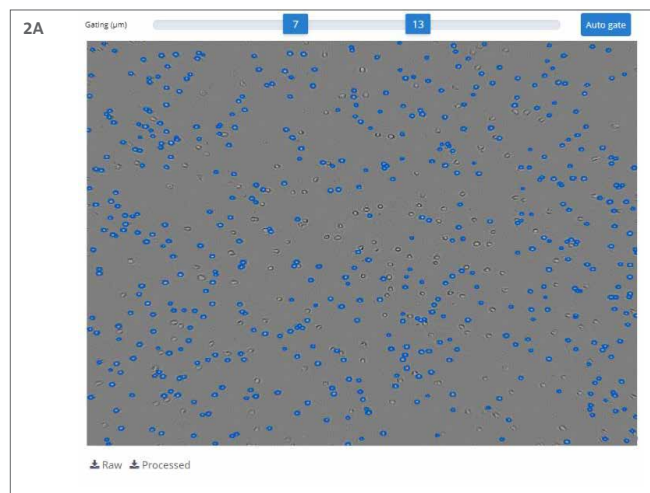 2A
Gating (μm)
7
13
Auto gate
Raw
Processed